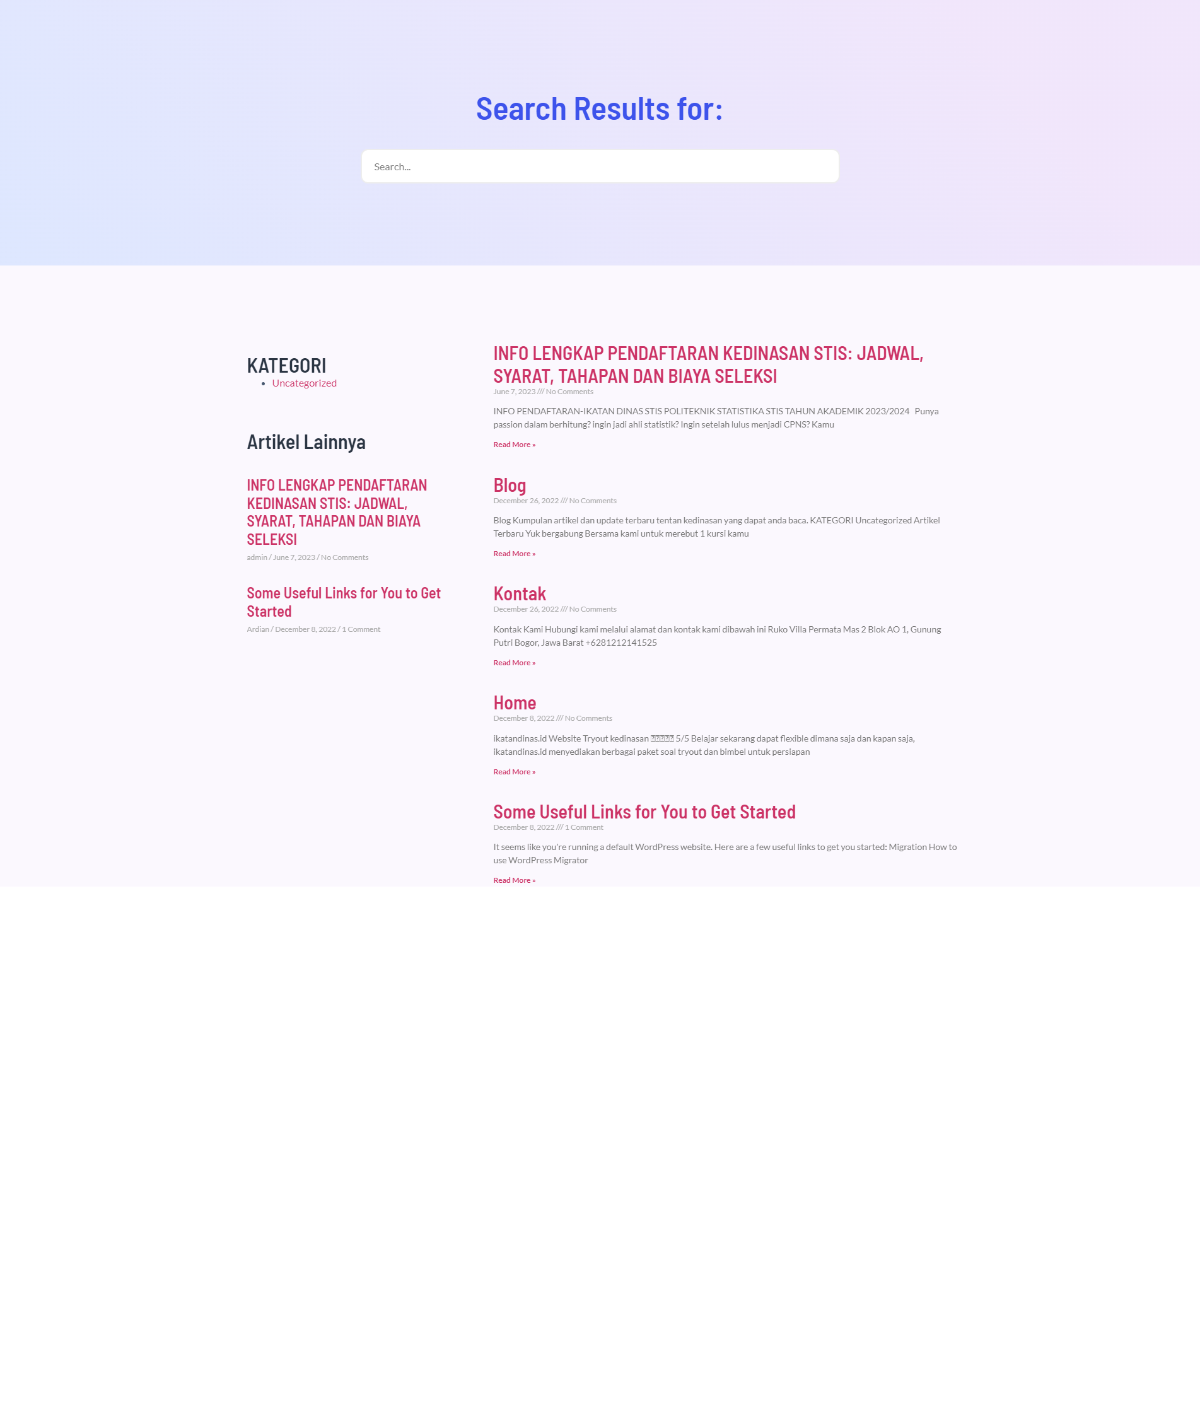 Search Results for:
Search...
KATEGORI
Uncategorized
Artikel Lainnya
INFO LENGKAP PENDAFTARAN
KEDINASAN STIS: JADWAL,
SYARAT, TAHAPAN DAN BIAYA
SELEKSI
admin / June 7, 2023 / No Comments
Some Useful Links for You to Get
Started
Ardian / December 8, 2022 / 1 Comment
INFO LENGKAP PENDAFTARAN KEDINASAN STIS: JADWAL,
SYARAT, TAHAPAN DAN BIAYA SELEKSI
June 7, 2023 /// No Comments
INFO PENDAFTARAN-IKATAN DINAS STIS POLITEKNIK STATISTIKA STIS TAHUN AKADEMIK 2023/2024   Punya
passion dalam berhitung? ingin jadi ahli statistik? Ingin setelah lulus menjadi CPNS? Kamu
Read More »
Blog
December 26, 2022 /// No Comments
Blog Kumpulan artikel dan update terbaru tentan kedinasan yang dapat anda baca. KATEGORI Uncategorized Artikel
Terbaru Yuk bergabung Bersama kami untuk merebut 1 kursi kamu
Read More »
Kontak
December 26, 2022 /// No Comments
Kontak Kami Hubungi kami melalui alamat dan kontak kami dibawah ini Ruko Villa Permata Mas 2 Blok AO 1, Gunung
Putri Bogor, Jawa Barat +6281212141525
Read More »
Home
December 8, 2022 /// No Comments
ikatandinas.id Website Tryout kedinasan 5/5 Belajar sekarang dapat flexible dimana saja dan kapan saja,
ikatandinas.id menyediakan berbagai paket soal tryout dan bimbel untuk persiapan
Read More »
Some Useful Links for You to Get Started
December 8, 2022 /// 1 Comment
It seems like you're running a default WordPress website. Here are a few useful links to get you started: Migration How to
use WordPress Migrator
Read More »